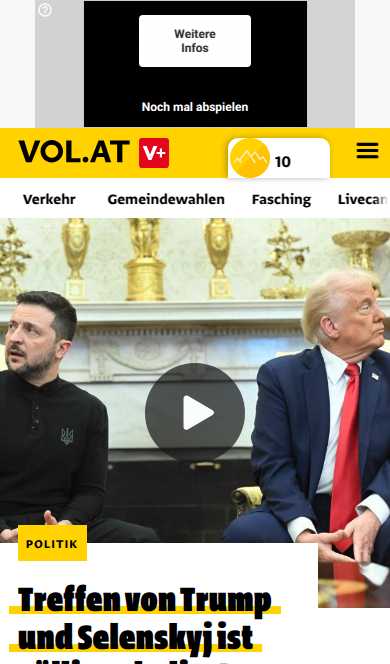 Weitere
Infos
Noch mal abspielen
VOL.AT V+ 10
Verkehr Gemeindewahlen Fasching Livecam
POLITIK
Treffen von Trump
und Selenskyj ist